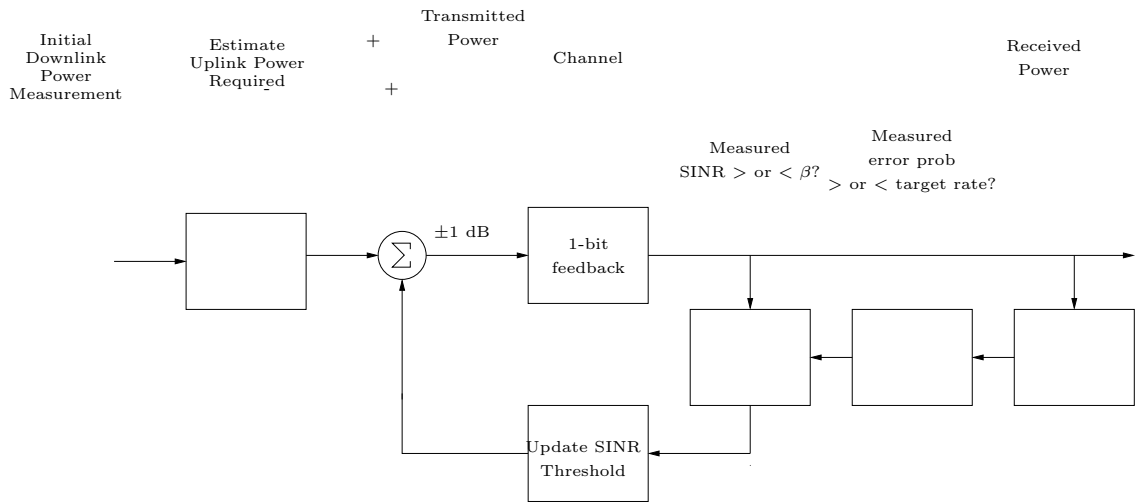 Initial
Downlink
Power
Measurement
Estimate
Uplink Power
Required
-
+
+
Transmitted
Power
Channel
Received
Power
Measured
SINR > or < β?
Measured
error prob
> or < target rate?
Σ
±1 dB
1-bit
feedback
Update SINR
Threshold